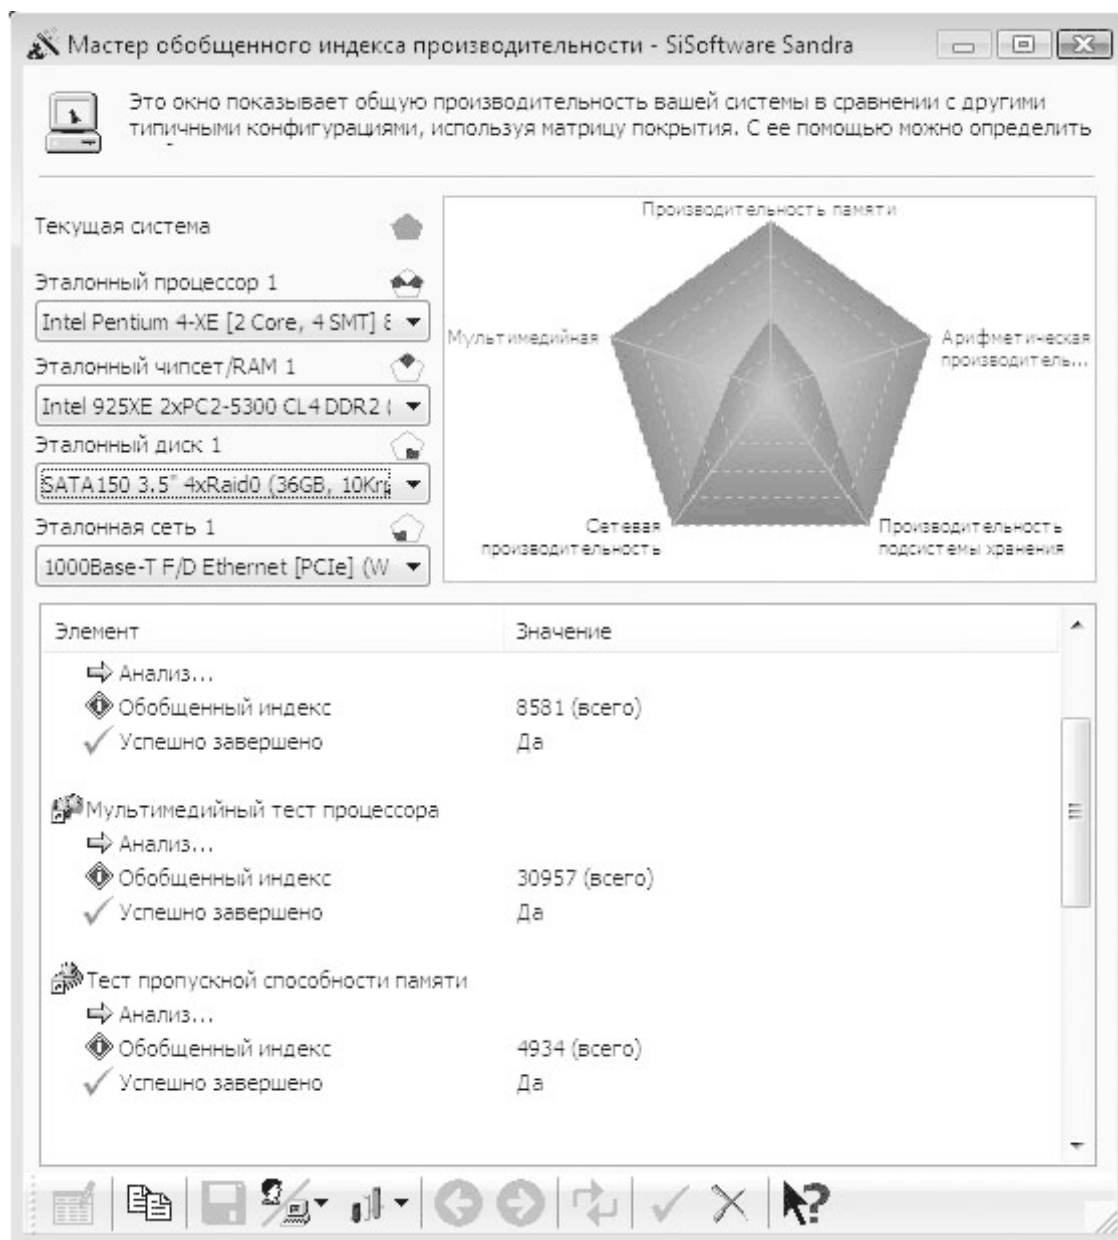 Мастер обобщенного индекса производительности - SiSoftware Sandra
Это окно показывает общую производительность вашей системы в сравнении с другими
типичными конфигурациями, используя матрицу покрытия. С ее помощью можно определить
Текущая система
Эталонный процессор 1
Intel Pentium 4-XE [2 Core, 4 SMT]
Эталонный чипсет/RAM 1
Intel 925XE 2xPC2-5300 CL4 DDR2 (
Эталонный диск 1
SATA150 3.5" 4xRaid0 (36GB,
Эталонная сеть 1
1000Base-T F/D Ethernet [PCIe] (W
Производительность памяти
Мультимедийная
Арифметическая
производитель...
Сетевая
производительность
Производительность
подсистемы хранения
Элемент Значение
Анализ...
Обобщенный индекс 8581 (всего)
Успешно завершено Да
Мультимедийный тест процессора
Анализ...
Обобщенный индекс 30957 (всего)
Успешно завершено Да
Тест пропускной способности памяти
Анализ...
Обобщенный индекс 4934 (всего)
Успешно завершено Да